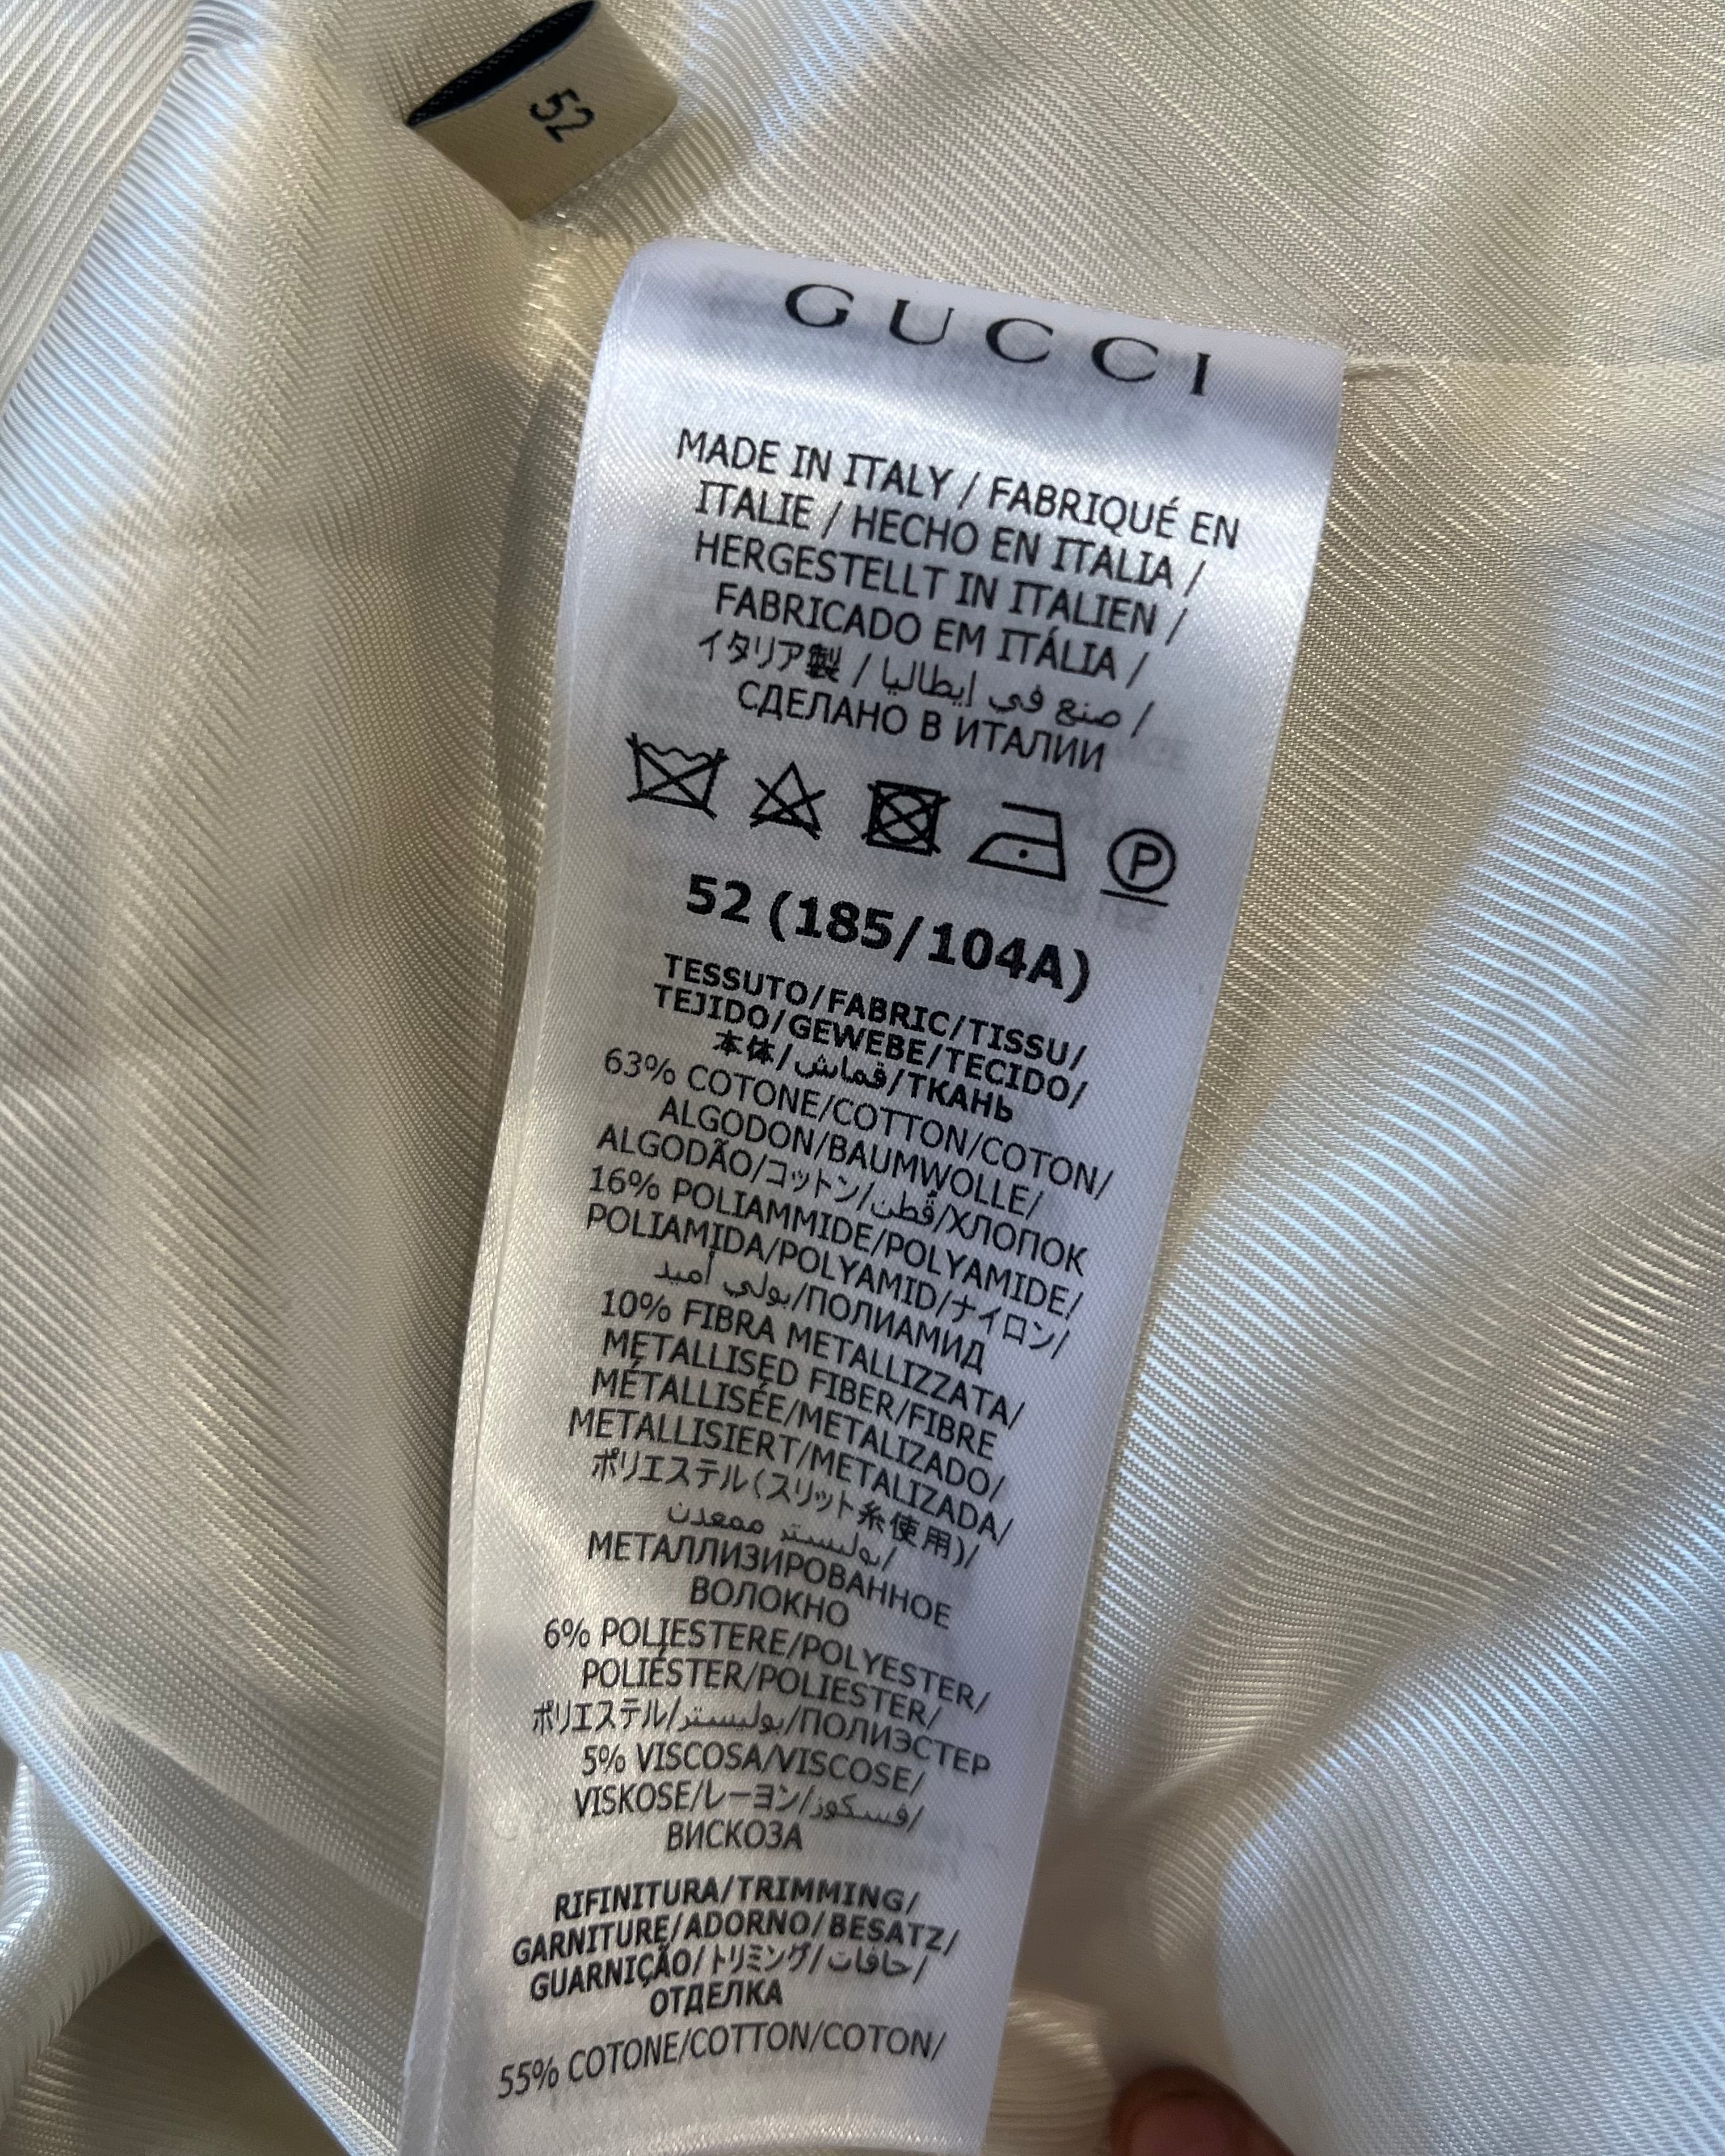 52
GUCCI
MADE IN ITALY / FABRIQUÉ EN
ITALIE / HECHO EN ITALIA /
HERGESTELLT IN ITALIEN /
FABRICADO EM ITÁLIA /
イタリア製 / صنع في إيطاليا /
СДЕЛАНО В ИТАЛИИ
P
52 (185/104A)
TESSUTO/FABRIC/TISSU/
TEJIDO/GEWEBE/TECIDO/
本体/قماش/ТКАНЬ
63% COTONE/COTTON/COTON/
ALGODON/BAUMWOLLE/
ALGODÃO/コットン/قطن/ХЛОПОК
16% POLIAMMIDE/POLYAMIDE/
POLIAMIDA/POLYAMID/ナイロン/
بولي أميد/ПОЛИАМИД
10% FIBRA METALLIZZATA/
METALLISED FIBER/FIBRE
MÉTALLISÉE/METALIZADO/
METALLISIERT/METALIZADA/
ポリエステル(スリット糸使用)/
بوليستر ممعدن/
МЕТАЛЛИЗИРОВАННОЕ
ВОЛОКНО
6% POLIESTERE/POLYESTER/
POLIÉSTER/POLIESTER/
ポリエステル/بوليستر/ПОЛИЭСТЕР
5% VISCOSA/VISCOSE/
VISKOSE/レーヨン/فسكوز/
ВИСКОЗА
RIFINITURA/TRIMMING/
GARNITURE/ADORNO/BESATZ/
GUARNIÇÃO/トリミング/حافات/
ОТДЕЛКА
55% COTONE/COTTON/COTON/